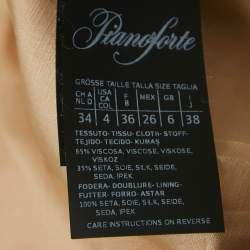 Pianoforte
GRÖSSE TAILLE TALLA SIZE TAGLIA
CH A NL D
USA CA COL
F B
MEX
GB
I
34 4 36 26 6 38
TESSUTO-TISSU-CLOTH-STOFF-
TEJIDO-TECIDO-KUMAŞ
65% VISCOSA, VISCOSE, VISKOSE,
VISKOZ
35% SETA, SOIE, SILK, SEIDE,
SEDA, IPEK
FODERA-DOUBLURE-LINING-
FUTTER-FORRO-ASTAR
100% SETA, SOIE, SILK, SEIDE,
SEDA, IPEK
CARE INSTRUCTIONS ON REVERSE